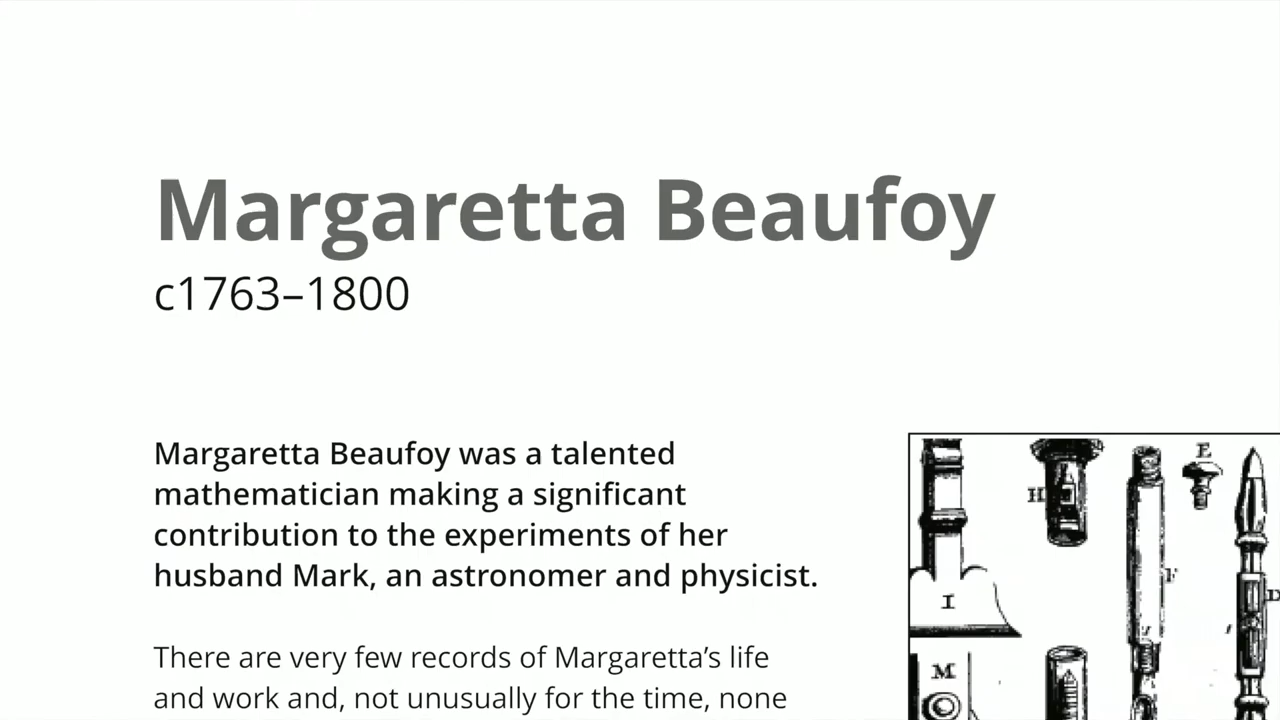 Margaretta Beaufoy
c1763–1800
Margaretta Beaufoy was a talented
mathematician making a significant
contribution to the experiments of her
husband Mark, an astronomer and physicist.
There are very few records of Margaretta’s life
and work and, not unusually for the time, none
E
H
F
D
I
M